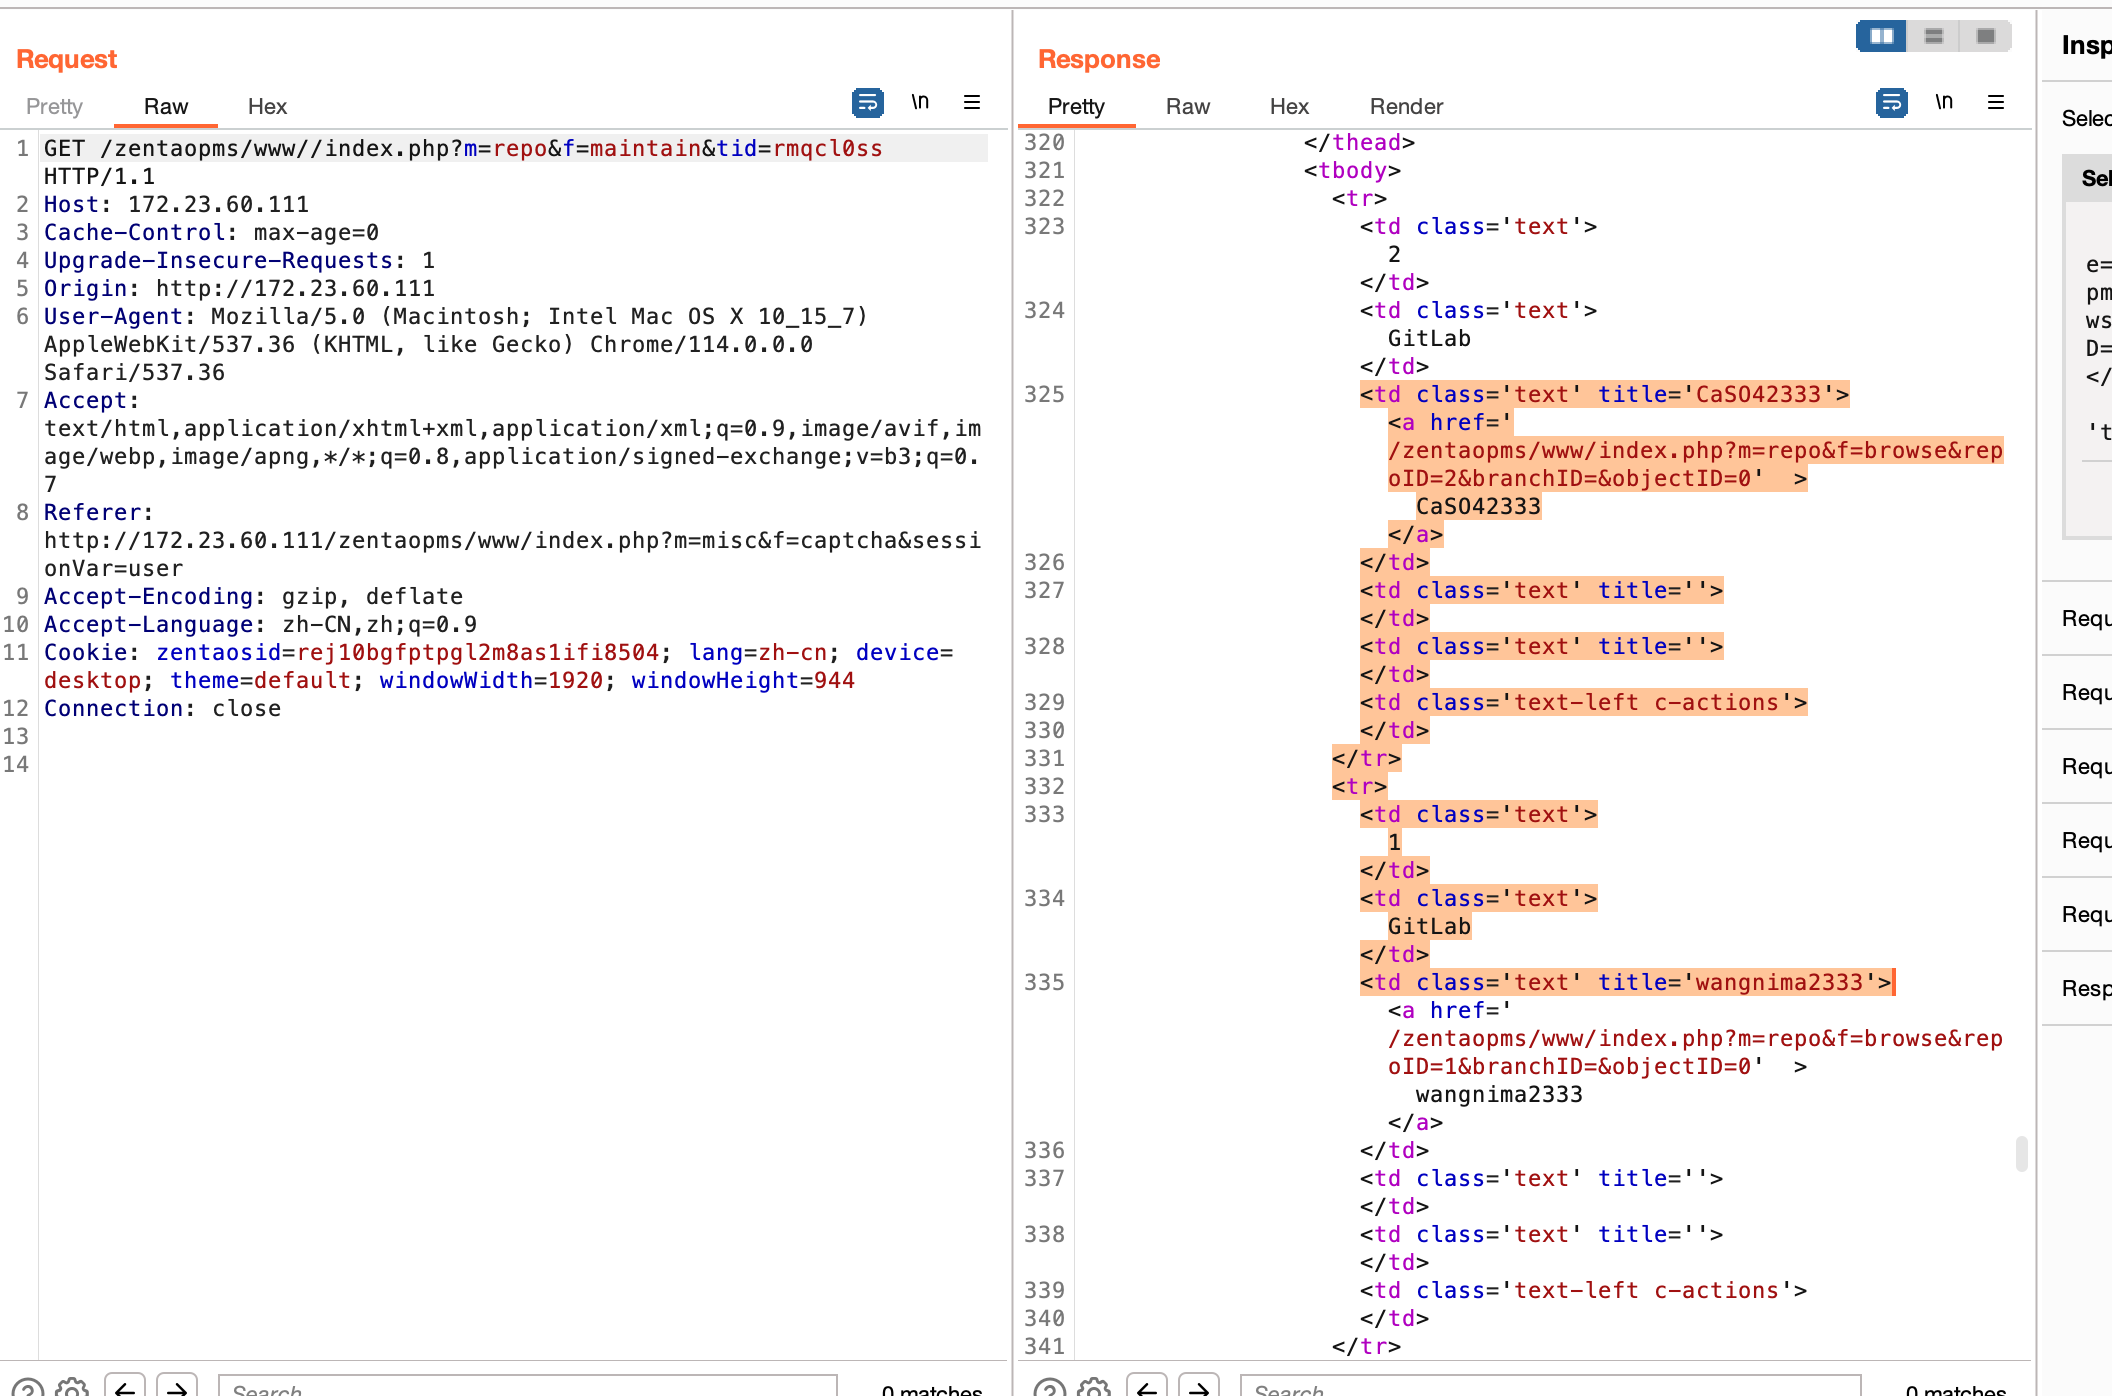 Request
Pretty Raw Hex
\n
1 GET /zentaopms/www//index.php?m=repo&f=maintain&tid=rmqcl0ss
HTTP/1.1
2 Host: 172.23.60.111
3 Cache-Control: max-age=0
4 Upgrade-Insecure-Requests: 1
5 Origin: http://172.23.60.111
6 User-Agent: Mozilla/5.0 (Macintosh; Intel Mac OS X 10_15_7)
AppleWebKit/537.36 (KHTML, like Gecko) Chrome/114.0.0.0
Safari/537.36
7 Accept:
text/html,application/xhtml+xml,application/xml;q=0.9,image/avif,im
age/webp,image/apng,*/*;q=0.8,application/signed-exchange;v=b3;q=0.
7
8 Referer:
http://172.23.60.111/zentaopms/www/index.php?m=misc&f=captcha&sessi
onVar=user
9 Accept-Encoding: gzip, deflate
10 Accept-Language: zh-CN,zh;q=0.9
11 Cookie: zentaosid=rej10bgfptpgl2m8as1ifi8504; lang=zh-cn; device=
desktop; theme=default; windowWidth=1920; windowHeight=944
12 Connection: close
13
14
Search
0 matches
Response
Pretty Raw Hex Render
\n
320 </thead>
321 <tbody>
322 <tr>
323 <td class='text'>
2
</td>
324 <td class='text'>
GitLab
</td>
325 <td class='text' title='CaSO42333'>
<a href='
/zentaopms/www/index.php?m=repo&f=browse&rep
oID=2&branchID=&objectID=0' >
CaSO42333
</a>
326 </td>
327 <td class='text' title=''>
</td>
328 <td class='text' title=''>
</td>
329 <td class='text-left c-actions'>
330 </td>
331 </tr>
332 <tr>
333 <td class='text'>
1
</td>
334 <td class='text'>
GitLab
</td>
335 <td class='text' title='wangnima2333'>
<a href='
/zentaopms/www/index.php?m=repo&f=browse&rep
oID=1&branchID=&objectID=0' >
wangnima2333
</a>
336 </td>
337 <td class='text' title=''>
</td>
338 <td class='text' title=''>
</td>
339 <td class='text-left c-actions'>
340 </td>
341 </tr>
Search
0 matches
Insp
Selec
Sel
e=
pm
ws
D=
</
't
Requ
Requ
Requ
Requ
Requ
Resp